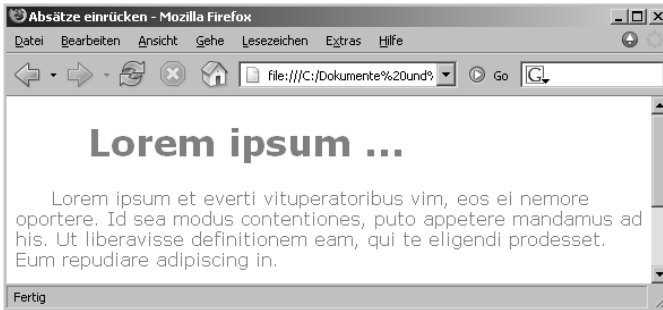 Absätze einrücken - Mozilla Firefox
Datei Bearbeiten Ansicht Gehe Lesezeichen Extras Hilfe
file:///C:/Dokumente%20und% Go G
Lorem ipsum ...
Lorem ipsum et everti vituperatoribus vim, eos ei nemore
oportere. Id sea modus contentiones, puto appetere mandamus ad
his. Ut liberavisse definitionem eam, qui te eligendi prodesset.
Eum repudiare adipiscing in.
Fertig